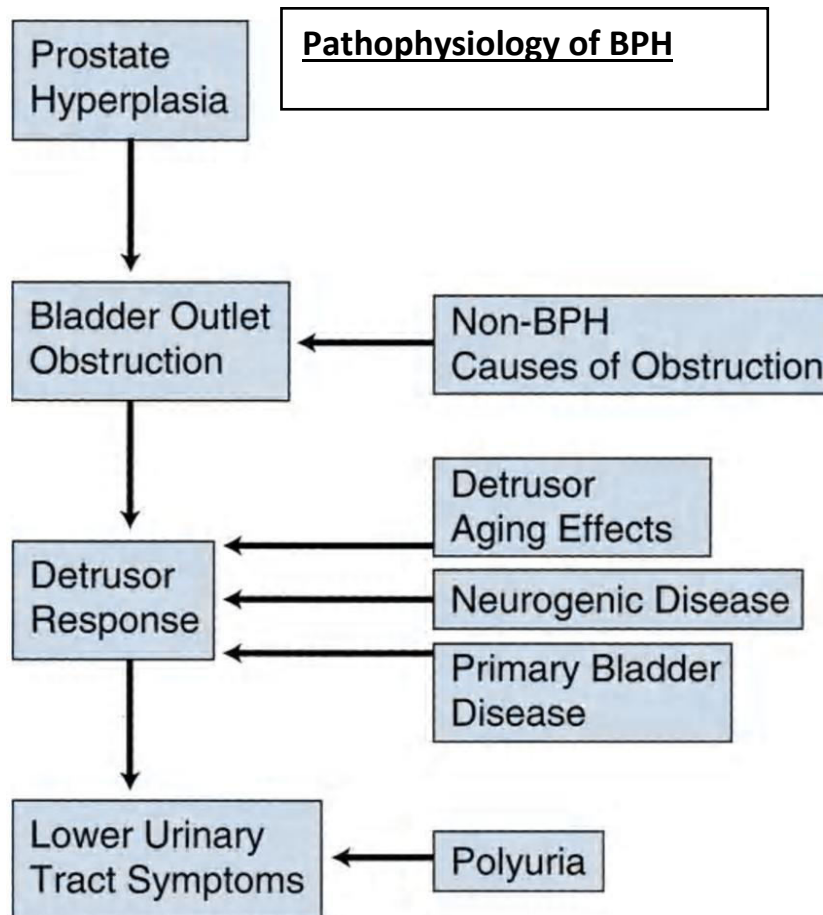 Pathophysiology of BPH
Prostate
Hyperplasia
Bladder Outlet
Obstruction
Non-BPH
Causes of Obstruction
Detrusor
Aging Effects
Detrusor
Response
Neurogenic Disease
Primary Bladder
Disease
Lower Urinary
Tract Symptoms
Polyuria